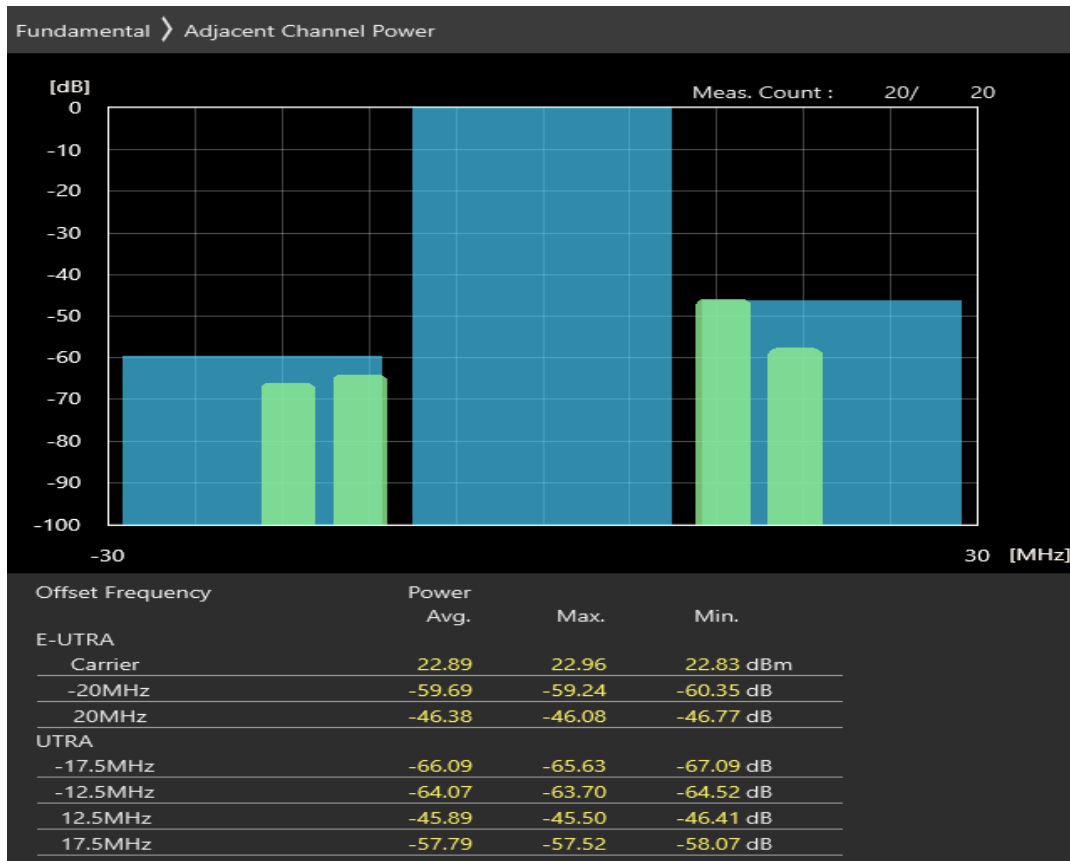 Fundamental ❯ Adjacent Channel Power
[dB]
Meas. Count : 20/ 20
0
-10
-20
-30
-40
-50
-60
-70
-80
-90
-100
-30 30 [MHz]
Offset Frequency Power
Avg. Max. Min.
E-UTRA
Carrier 22.89 22.96 22.83 dBm
-20MHz -59.69 -59.24 -60.35 dB
20MHz -46.38 -46.08 -46.77 dB
UTRA
-17.5MHz -66.09 -65.63 -67.09 dB
-12.5MHz -64.07 -63.70 -64.52 dB
12.5MHz -45.89 -45.50 -46.41 dB
17.5MHz -57.79 -57.52 -58.07 dB